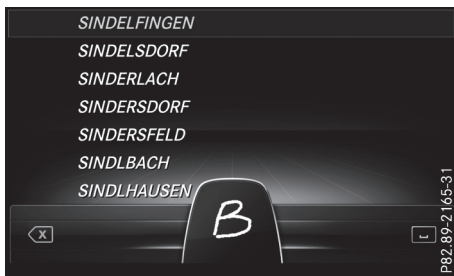 SINDELFINGEN
SINDELSDORF
SINDERLACH
SINDERSDORF
SINDERSFELD
SINDLBACH
SINDLHAUSEN
B
X
P82.89-2165-31